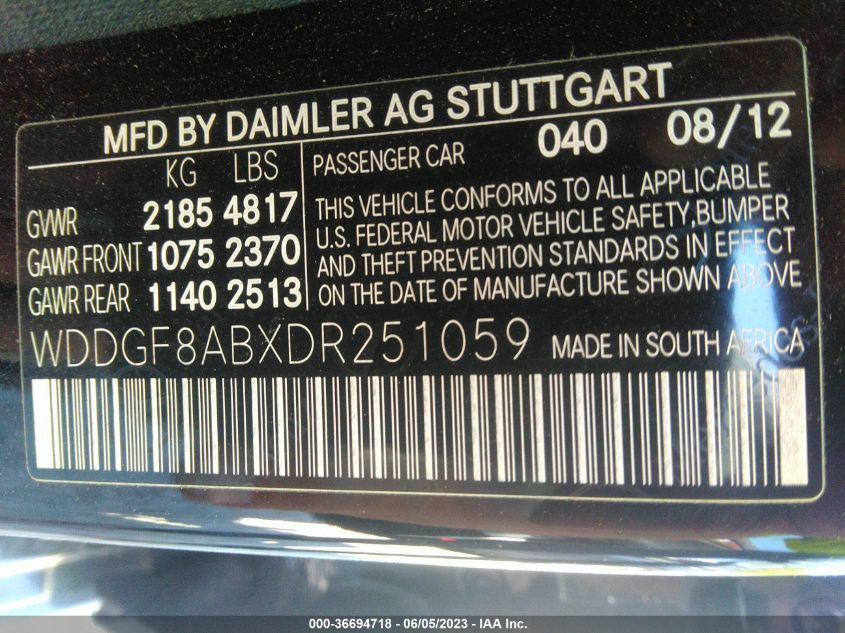 MFD BY DAIMLER AG STUTTGART
KG LBS
GVWR 2185 4817
GAWR FRONT 1075 2370
GAWR REAR 1140 2513
PASSENGER CAR 040 08/12
THIS VEHICLE CONFORMS TO ALL APPLICABLE
U.S. FEDERAL MOTOR VEHICLE SAFETY, BUMPER
AND THEFT PREVENTION STANDARDS IN EFFECT
ON THE DATE OF MANUFACTURE SHOWN ABOVE
WDDGF8ABXDR251059 MADE IN SOUTH AFRICA
000-36694718 - 06/05/2023 - IAA Inc.